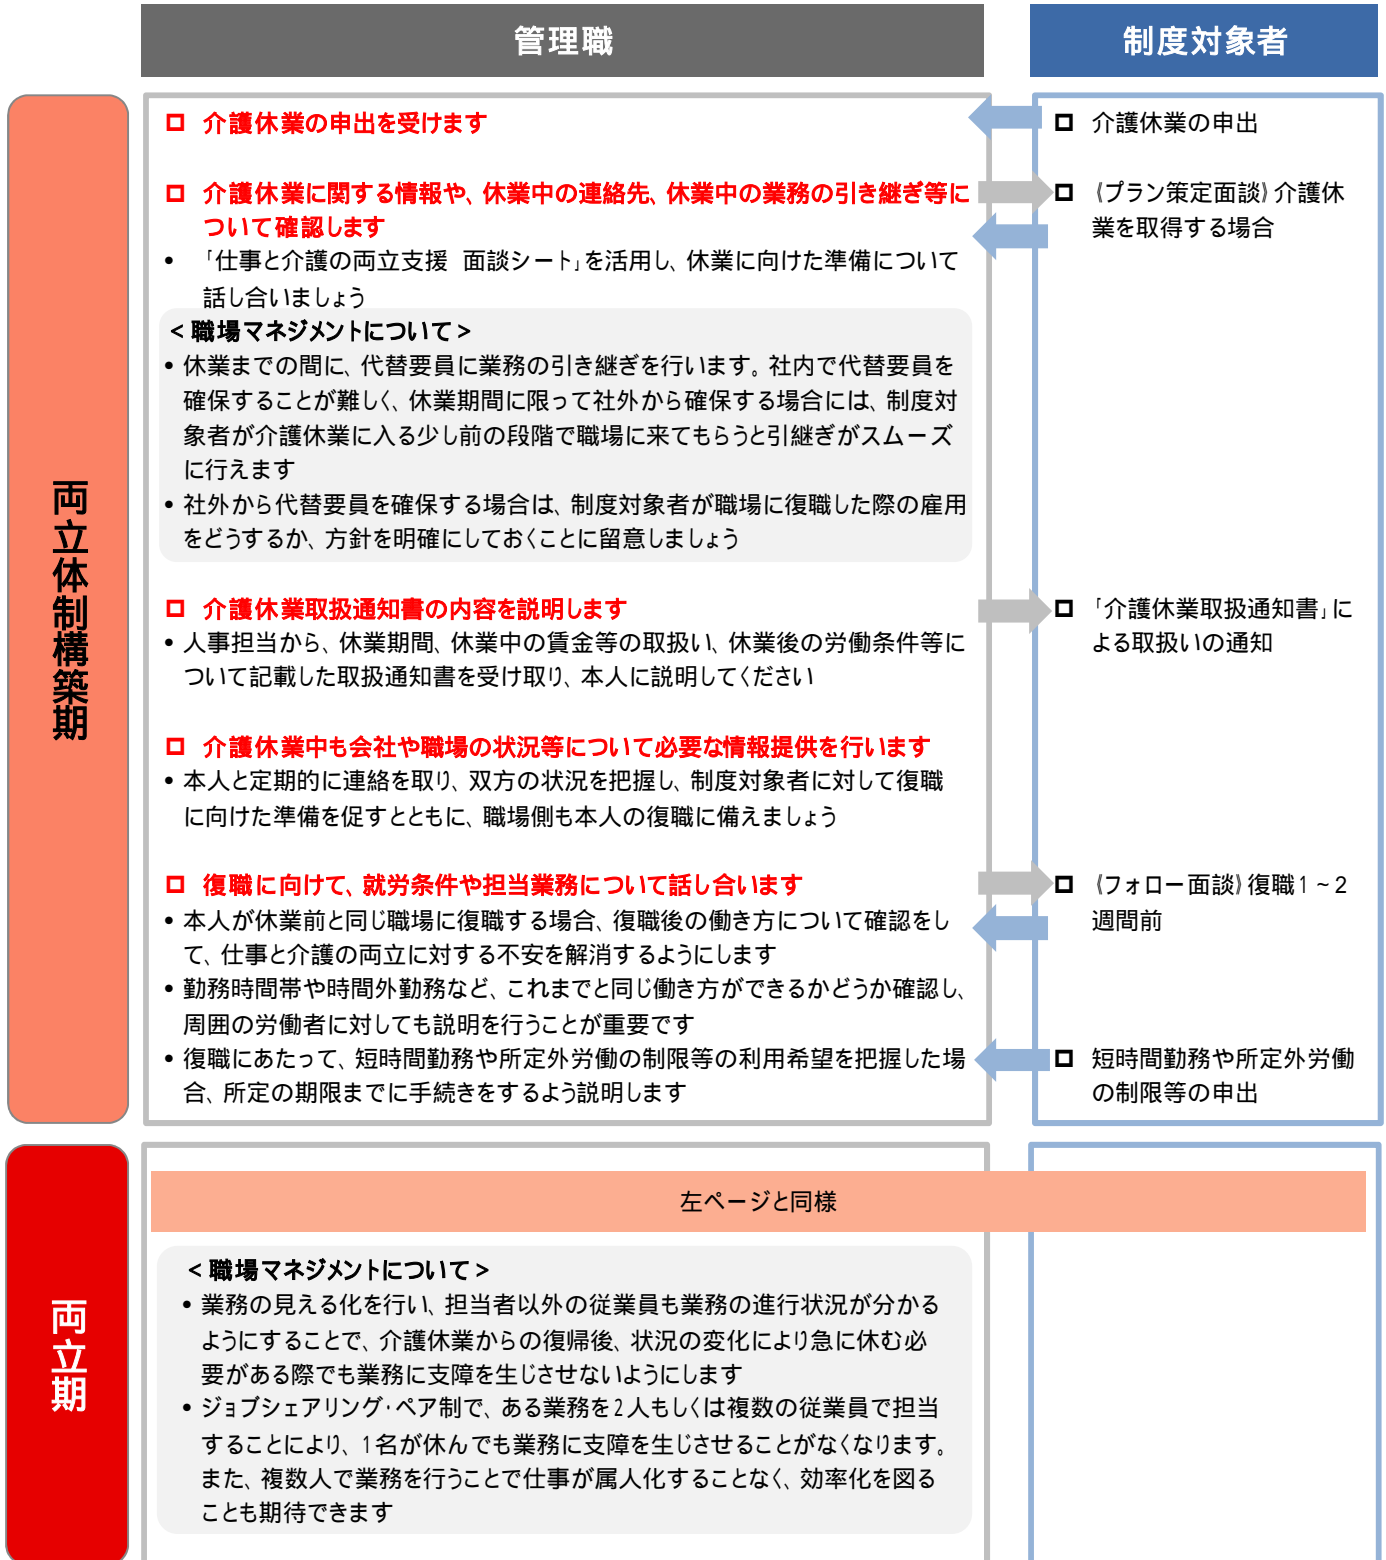 管理職
制度対象者
両立体制構築期
□ 介護休業の申出を受けます
□ 介護休業の申出
□ 介護休業に関する情報や、休業中の連絡先、休業中の業務の引き継ぎ等に
ついて確認します
□ 《プラン策定面談》介護休
業を取得する場合
• 「仕事と介護の両立支援 面談シート」を活用し、休業に向けた準備について
話し合いましょう
<職場マネジメントについて>
• 休業までの間に、代替要員に業務の引き継ぎを行います。社内で代替要員を
確保することが難しく、休業期間に限って社外から確保する場合には、制度対
象者が介護休業に入る少し前の段階で職場に来てもらうと引継ぎがスムーズ
に行えます
• 社外から代替要員を確保する場合は、制度対象者が職場に復職した際の雇用
をどうするか、方針を明確にしておくことに留意しましょう
□ 介護休業取扱通知書の内容を説明します
• 人事担当から、休業期間、休業中の賃金等の取扱い、休業後の労働条件等に
ついて記載した取扱通知書を受け取り、本人に説明してください
□ 「介護休業取扱通知書」に
よる取扱いの通知
□ 介護休業中も会社や職場の状況等について必要な情報提供を行います
• 本人と定期的に連絡を取り、双方の状況を把握し、制度対象者に対して復職
に向けた準備を促すとともに、職場側も本人の復職に備えましょう
□ 復職に向けて、就労条件や担当業務について話し合います
• 本人が休業前と同じ職場に復職する場合、復職後の働き方について確認をし
て、仕事と介護の両立に対する不安を解消するようにします
• 勤務時間帯や時間外勤務など、これまでと同じ働き方ができるかどうか確認し、
周囲の労働者に対しても説明を行うことが重要です
• 復職にあたって、短時間勤務や所定外労働の制限等の利用希望を把握した場
合、所定の期限までに手続きをするよう説明します
□ 《フォロー面談》復職1~2
週間前
□ 短時間勤務や所定外労働
の制限等の申出
両立期
左ページと同様
<職場マネジメントについて>
• 業務の見える化を行い、担当者以外の従業員も業務の進行状況が分かる
ようにすることで、介護休業からの復帰後、状況の変化により急に休む必
要がある際でも業務に支障を生じさせないようにします
• ジョブシェアリング・ペア制で、ある業務を2人もしくは複数の従業員で担当
することにより、1名が休んでも業務に支障を生じさせることがなくなります。
また、複数人で業務を行うことで仕事が属人化することなく、効率化を図る
ことも期待できます